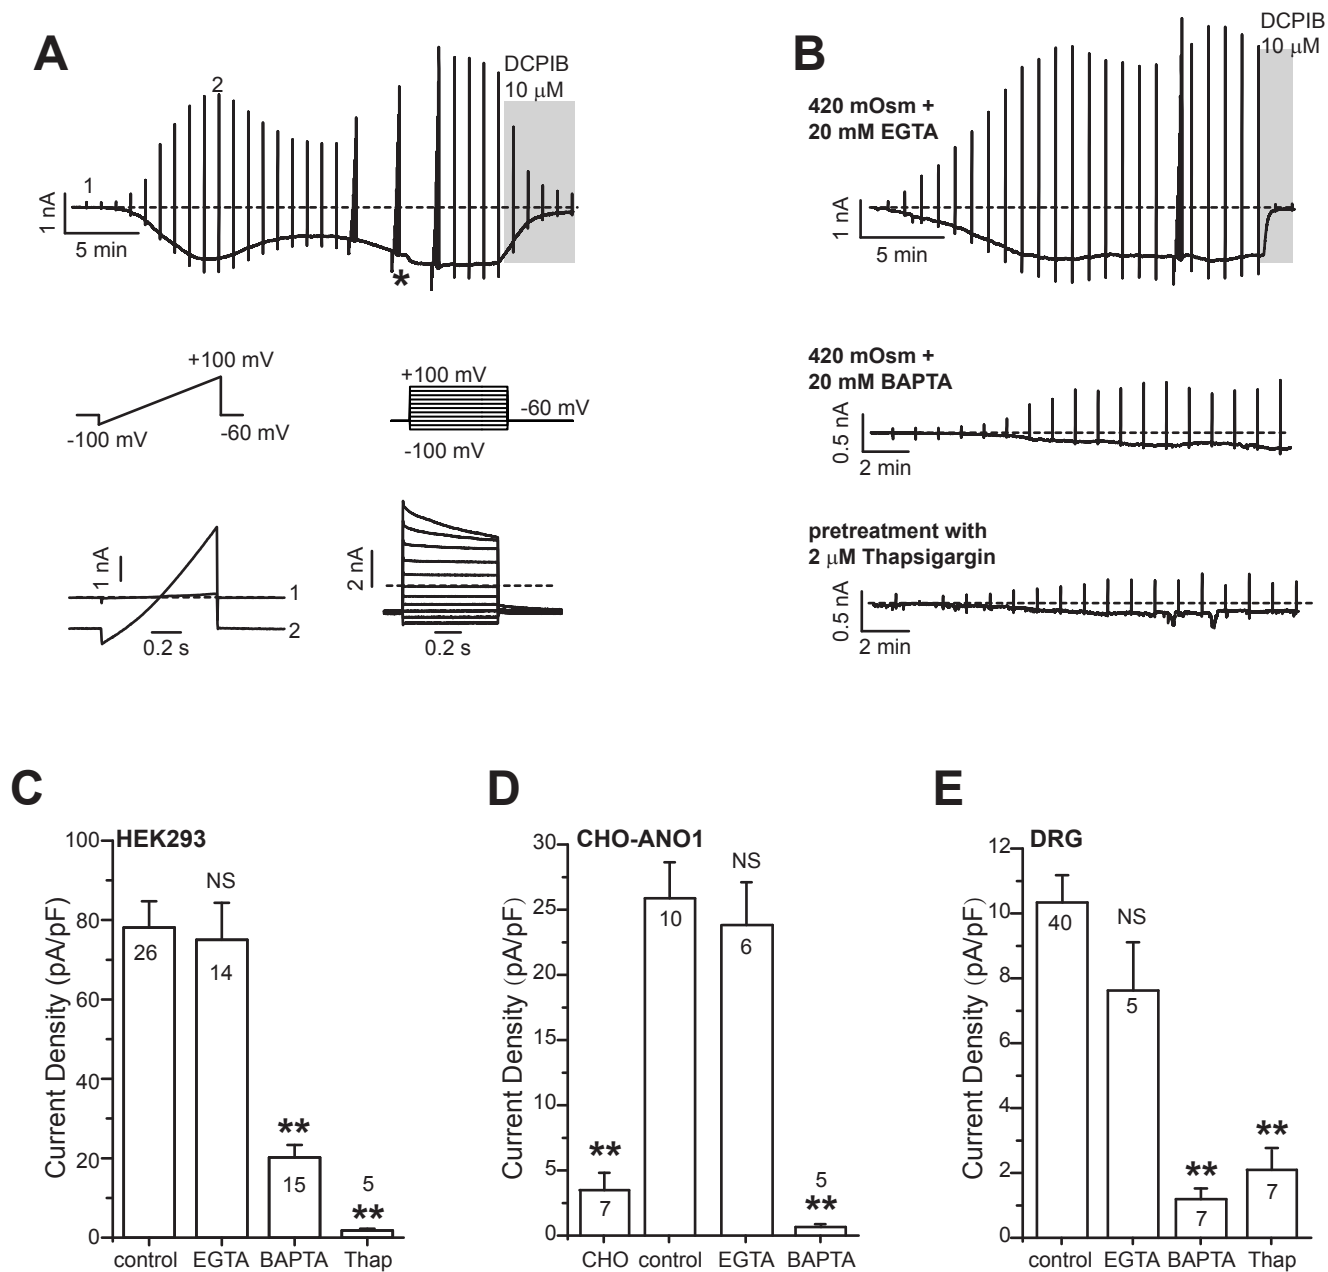 A
2
DCPIB
10 μM
1
1 nA
5 min
*
+100 mV
-100 mV
-60 mV
+100 mV
-60 mV
-100 mV
1 nA
1
2
0.2 s
2 nA
0.2 s
B
DCPIB
10 μM
420 mOsm +
20 mM EGTA
1 nA
5 min
420 mOsm +
20 mM BAPTA
0.5 nA
2 min
pretreatment with
2 μM Thapsigargin
0.5 nA
2 min
C
HEK293
Current Density (pA/pF)
100
80
60
40
20
0
26
NS
14
**
15
5
**
control EGTA BAPTA Thap
D
CHO-ANO1
Current Density (pA/pF)
30
25
20
15
10
5
0
**
7
10
NS
6
5
**
CHO control EGTA BAPTA
E
DRG
Current Density (pA/pF)
12
10
8
6
4
2
0
40
NS
5
**
7
**
7
control EGTA BAPTA Thap